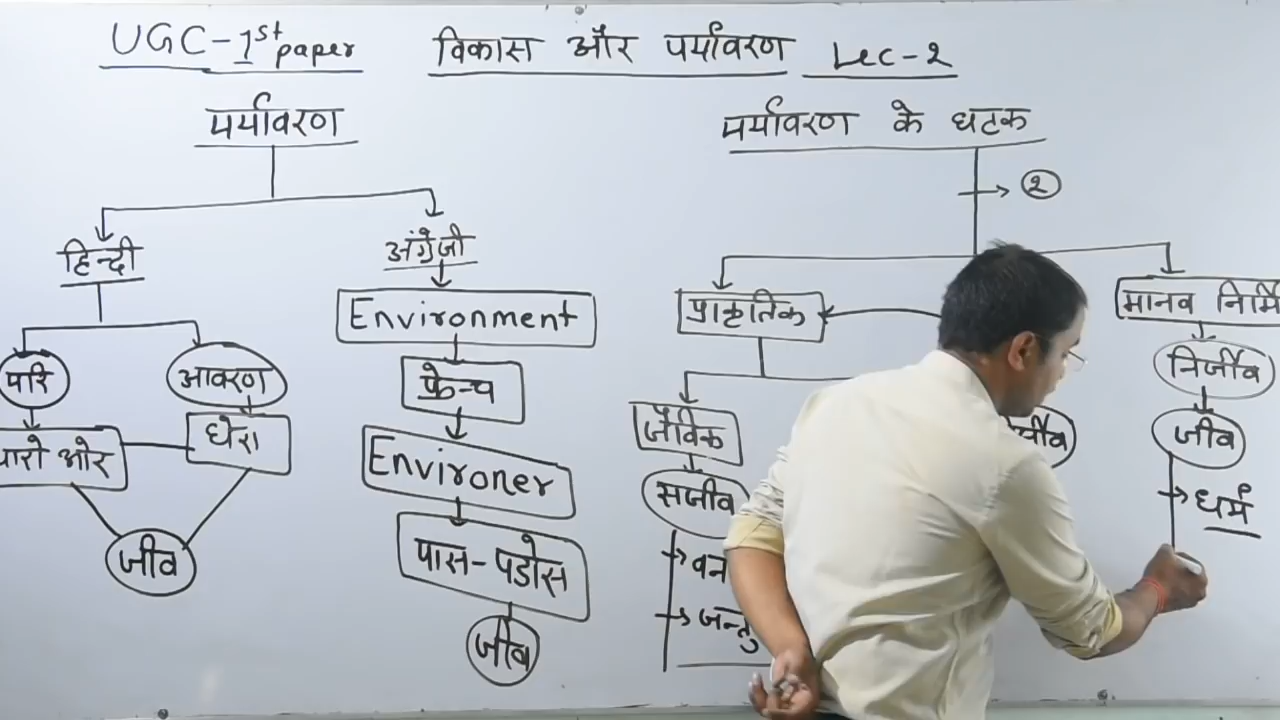 UGC-1st paper
विकास और पर्यावरण Lec-2
पर्यावरण
हिन्दी
अंग्रेजी
परि
आवरण
चारो ओर
घेरा
जीव
Environment
फ्रेन्च
Environer
पास-पडोस
जीव
पर्यावरण के घटक
2
प्राकृतिक
जैविक
सजीव
वन
जन्तु
मानव निर्मि
निर्जीव
जीव
धर्म